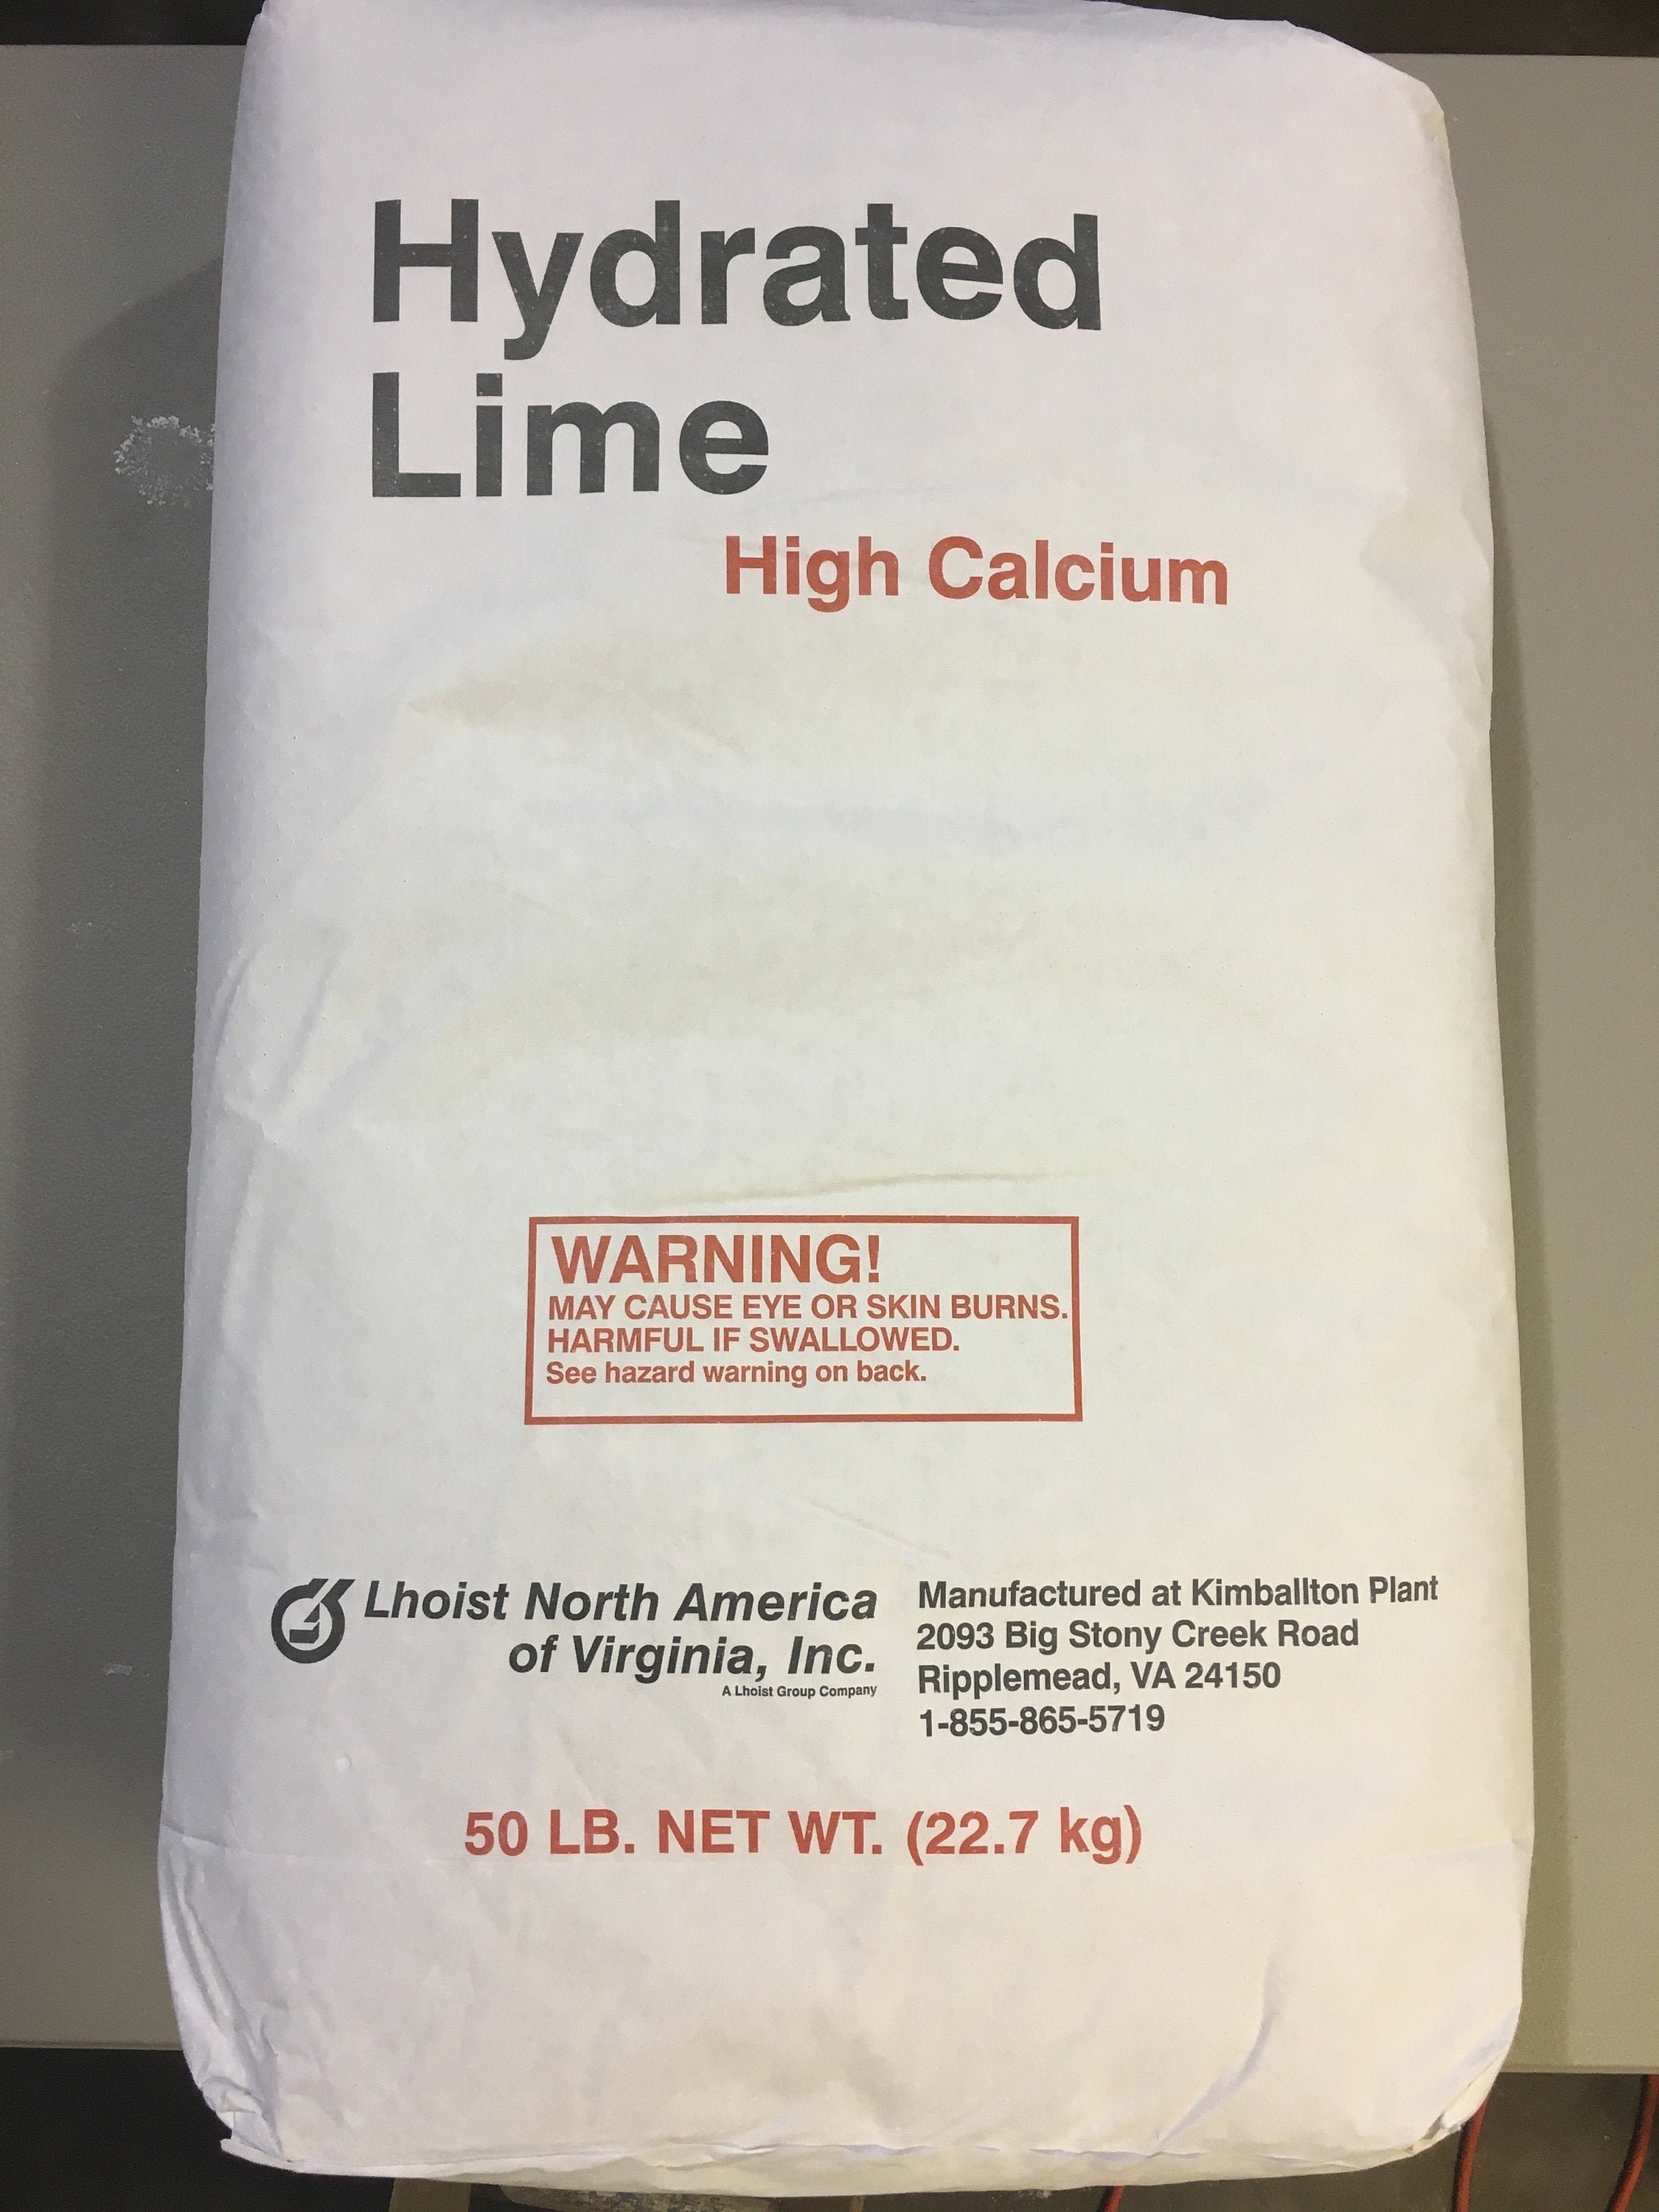 Hydrated
Lime
High Calcium
WARNING!
MAY CAUSE EYE OR SKIN BURNS.
HARMFUL IF SWALLOWED.
See hazard warning on back.
Lhoist North America
of Virginia, Inc.
A Lhoist Group Company
Manufactured at Kimballton Plant
2093 Big Stony Creek Road
Ripplemead, VA 24150
1-855-865-5719
50 LB. NET WT. (22.7 kg)